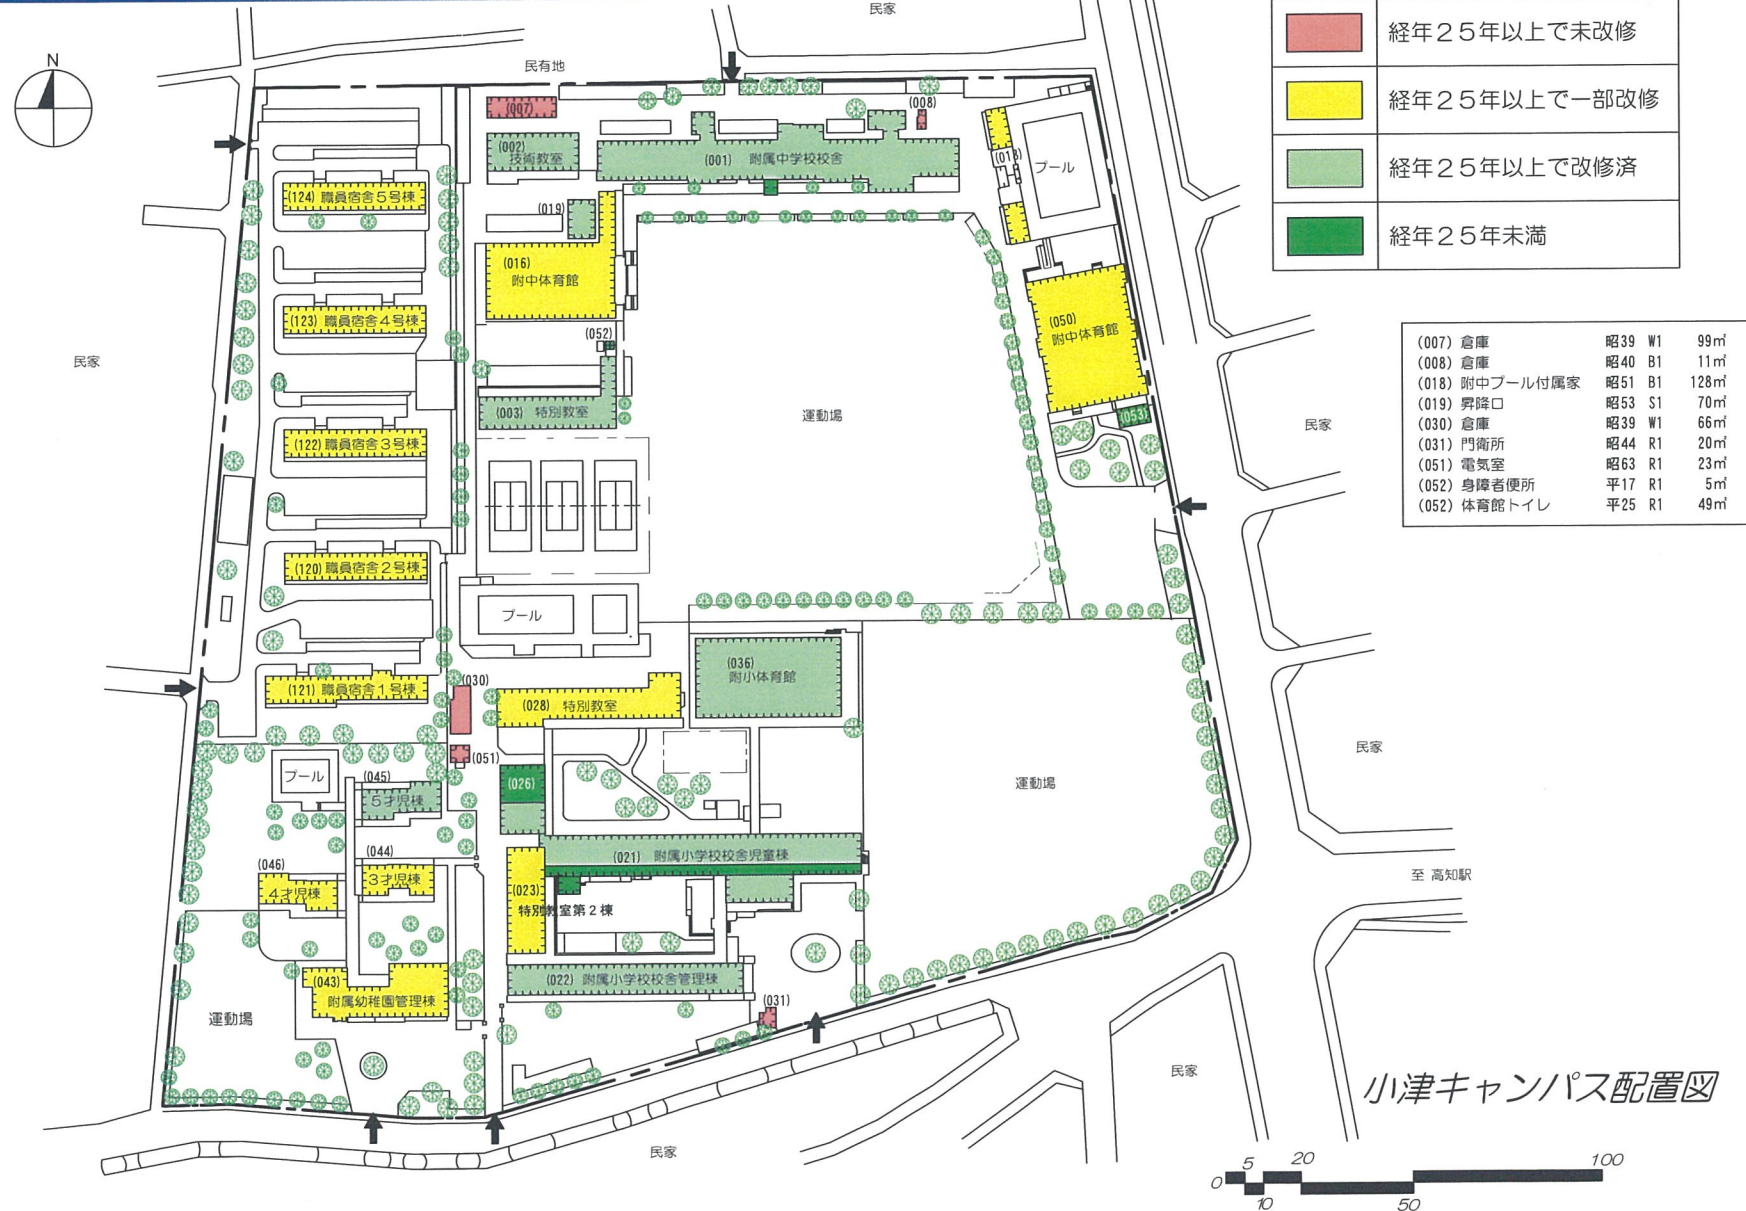 民家
経年25年以上で未改修
N
民有地
経年25年以上で一部改修
(007)
(008)
(002)
技術教室
(001) 附属中学校校舎
(018)
プール
経年25年以上で改修済
(124) 職員宿舎5号棟
(019)
経年25年未満
(016)
附中体育館
(123) 職員宿舎4号棟
(052)
(050)
附中体育館
民家
(003) 特別教室
運動場
(053)
民家
(007) 倉庫 昭39 W1 99㎡
(008) 倉庫 昭40 B1 11㎡
(018) 附中プール付属家 昭51 B1 128㎡
(019) 昇降口 昭53 S1 70㎡
(030) 倉庫 昭39 W1 66㎡
(031) 門衛所 昭44 R1 20㎡
(051) 電気室 昭63 R1 23㎡
(052) 身障者便所 平17 R1 5㎡
(052) 体育館トイレ 平25 R1 49㎡
(122) 職員宿舎3号棟
(120) 職員宿舎2号棟
プール
(036)
附小体育館
(121) 職員宿舎1号棟
(030)
(028) 特別教室
民家
(051)
プール
(045)
5才児棟
(026)
運動場
(044)
3才児棟
(046)
4才児棟
(021) 附属小学校校舎児童棟
(023)
特別教室第2棟
至 高知駅
(022) 附属小学校校舎管理棟
(043)
附属幼稚園管理棟
(031)
運動場
民家
小津キャンパス配置図
民家
0 5 10 20 50 100